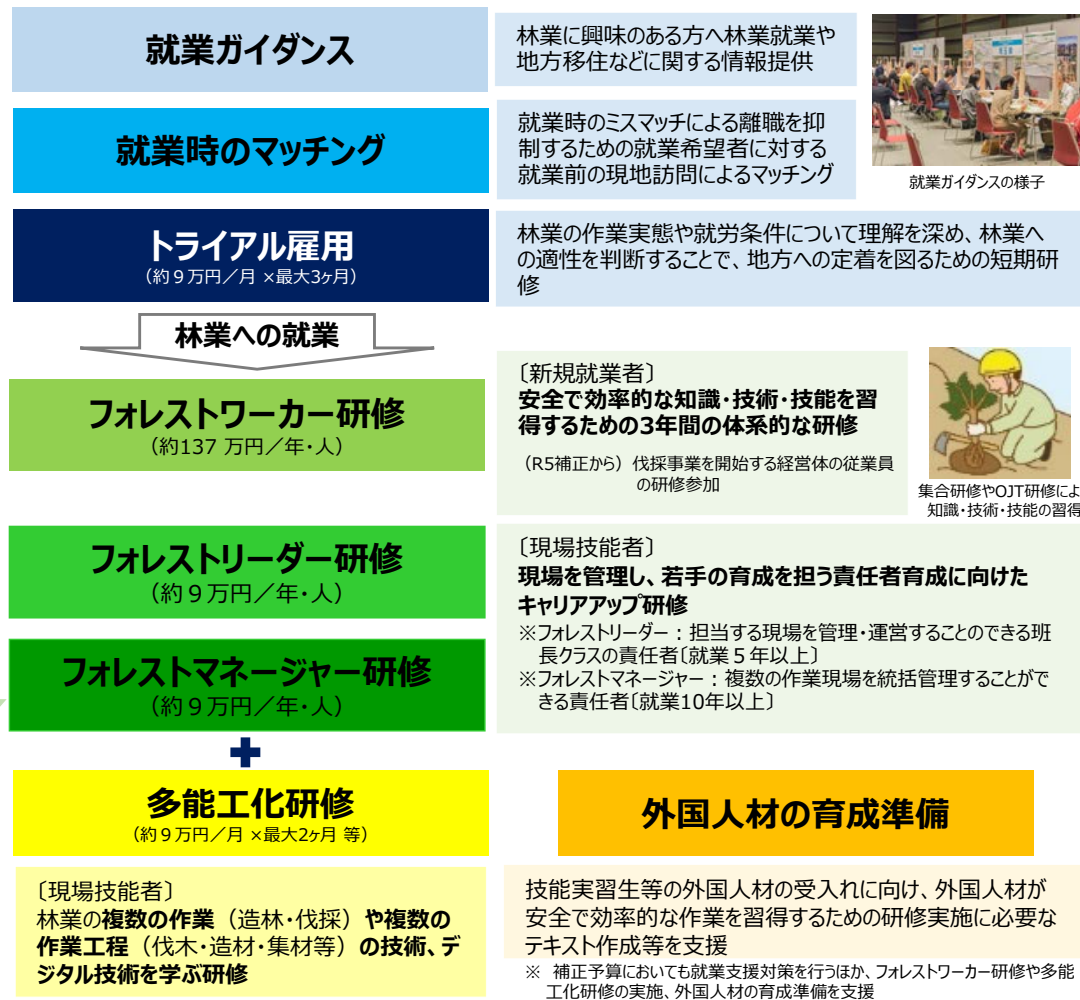 就業ガイダンス
林業に興味のある方へ林業就業や
地方移住などに関する情報提供
就業時のマッチング
就業時のミスマッチによる離職を抑
制するための就業希望者に対する
就業前の現地訪問によるマッチング
就業ガイダンスの様子
トライアル雇用
（約９万円／月 ×最大3ヶ月）
林業の作業実態や就労条件について理解を深め、林業へ
の適性を判断することで、地方への定着を図るための短期研
修
林業への就業
フォレストワーカー研修
（約137 万円／年・人）
〔新規就業者〕
安全で効率的な知識・技術・技能を習
得するための3年間の体系的な研修
（R5補正から）伐採事業を開始する経営体の従業員
の研修参加
集合研修やOJT研修によ
知識・技術・技能の習得
フォレストリーダー研修
（約９万円／年・人）
〔現場技能者〕
現場を管理し、若手の育成を担う責任者育成に向けた
キャリアアップ研修
※フォレストリーダー：担当する現場を管理・運営することのできる班
長クラスの責任者〔就業５年以上〕
※フォレストマネージャー：複数の作業現場を統括管理することがで
きる責任者〔就業10年以上〕
フォレストマネージャー研修
（約９万円／年・人）
多能工化研修
（約９万円／月 ×最大2ヶ月 等）
〔現場技能者〕
林業の複数の作業（造林・伐採）や複数の
作業工程（伐木・造材・集材等）の技術、デ
ジタル技術を学ぶ研修
外国人材の育成準備
技能実習生等の外国人材の受入れに向け、外国人材が
安全で効率的な作業を習得するための研修実施に必要な
テキスト作成等を支援
※ 補正予算においても就業支援対策を行うほか、フォレストワーカー研修や多能
工化研修の実施、外国人材の育成準備を支援